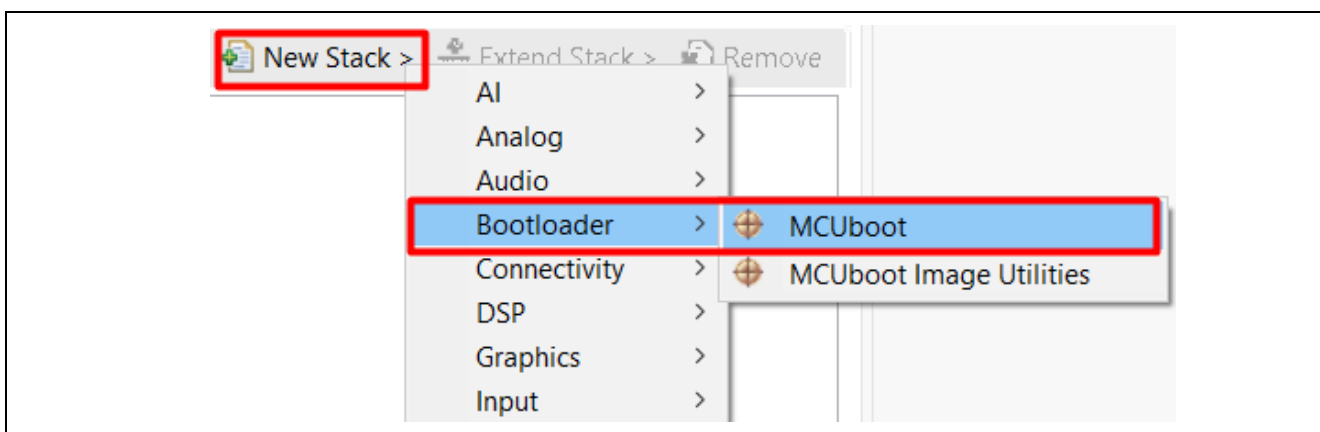 New Stack > Extend Stack > Remove
AI >
Analog >
Audio >
Bootloader > MCUboot
Connectivity > MCUboot Image Utilities
DSP >
Graphics >
Input >